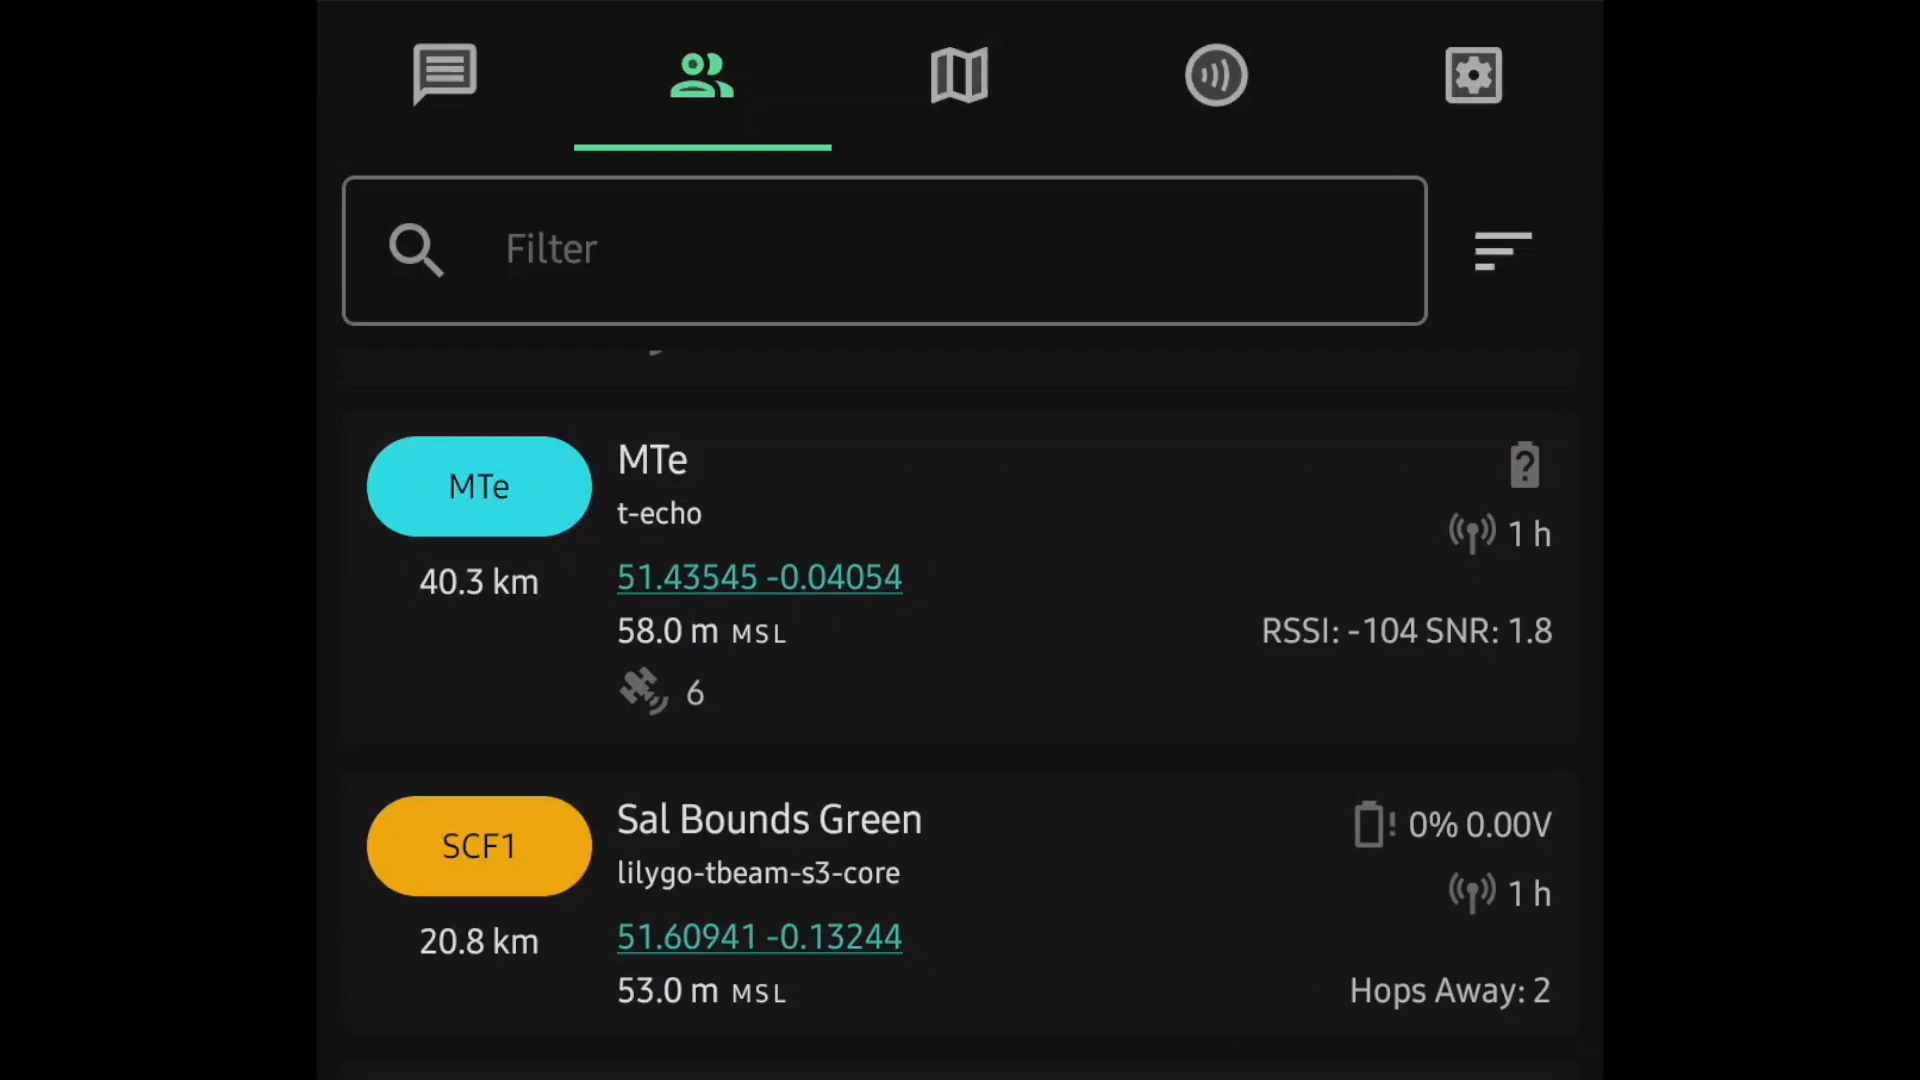 Filter
MTe
MTe
t-echo
1 h
40.3 km
51.43545 -0.04054
58.0 m MSL
RSSI: -104 SNR: 1.8
6
SCF1
Sal Bounds Green
0% 0.00V
lilygo-tbeam-s3-core
1 h
20.8 km
51.60941 -0.13244
53.0 m MSL
Hops Away: 2